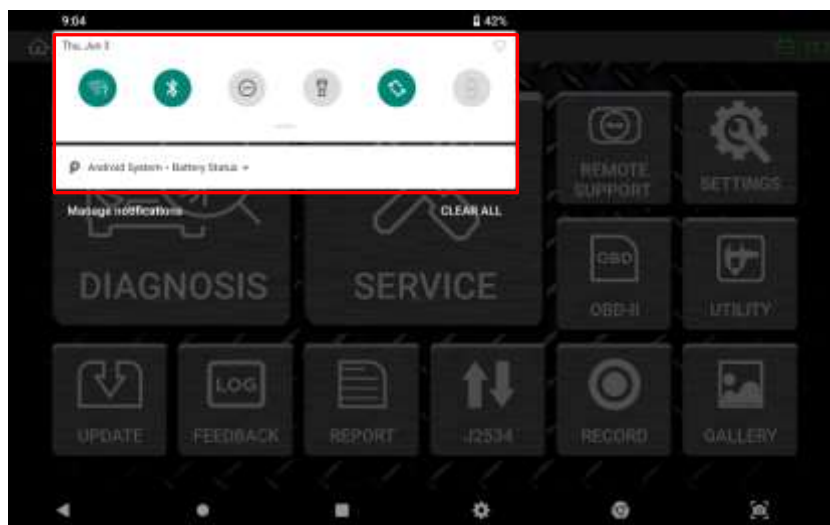 9:04 42%
Thu, Jun 3
Android System • Battery Status
Manage notifications CLEAR ALL
REMOTE SUPPORT
SETTINGS
DIAGNOSIS
SERVICE
OBD
OBD-II
UTILITY
LOG
UPDATE
FEEDBACK
REPORT
J2534
RECORD
GALLERY